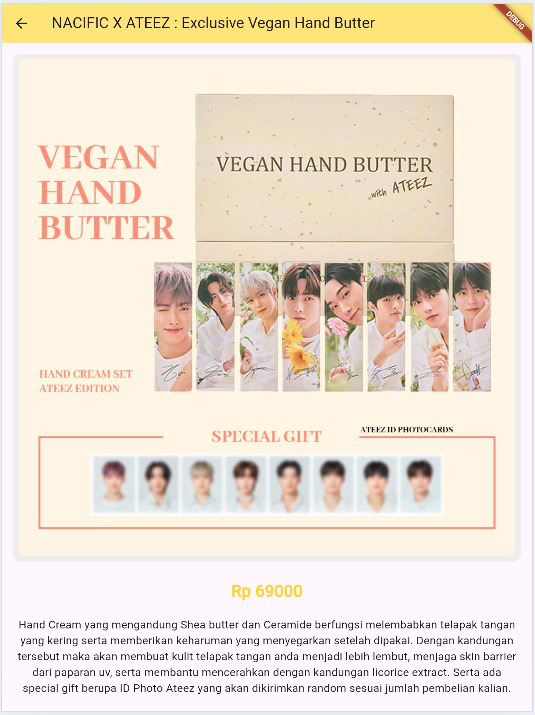 NACIFIC X ATEEZ : Exclusive Vegan Hand Butter
DEBUG
VEGAN
HAND
BUTTER
VEGAN HAND BUTTER
with ATEEZ
HAND CREAM SET
ATEEZ EDITION
SPECIAL GIFT
ATEEZ ID PHOTOCARDS
Rp 69000
Hand Cream yang mengandung Shea butter dan Ceramide berfungsi melembabkan telapak tangan
yang kering serta memberikan keharuman yang menyegarkan setelah dipakai. Dengan kandungan
tersebut maka akan membuat kulit telapak tangan anda menjadi lebih lembut, menjaga skin barrier
dari paparan uv, serta membantu mencerahkan dengan kandungan licorice extract. Serta ada
special gift berupa ID Photo Ateez yang akan dikirimkan random sesuai jumlah pembelian kalian.